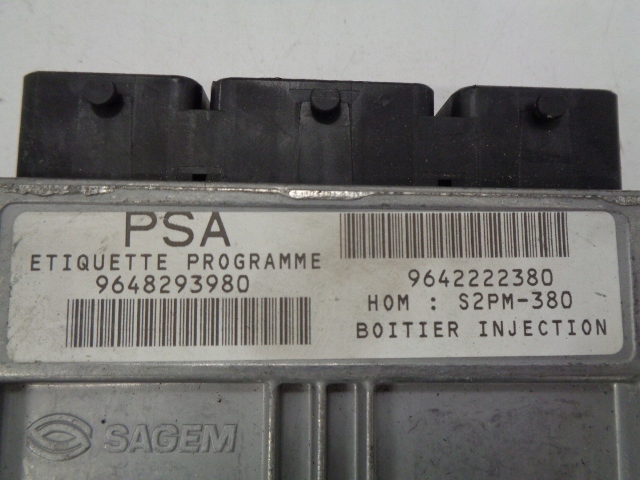 PSA
ETIQUETTE PROGRAMME
9648293980
9642222380
HOM : S2PM-380
BOITIER INJECTION
SAGEM